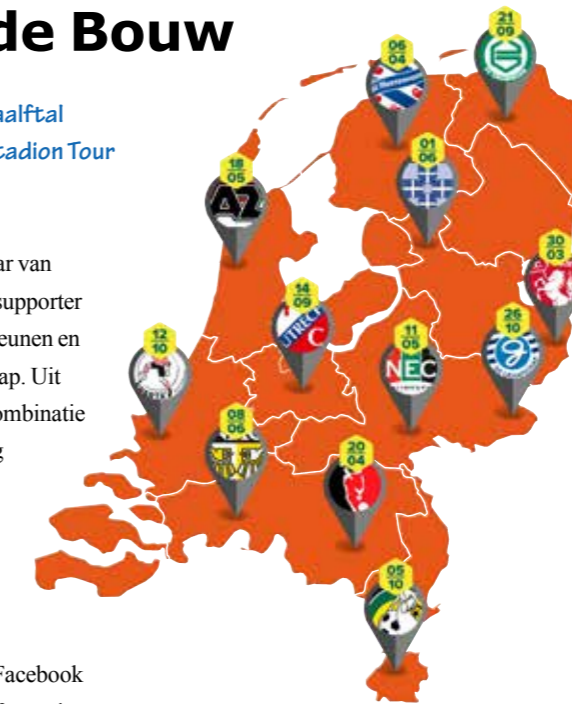 de Bouw
aalftal
tadion Tour
ar van
supporter
eunen en
ap. Uit
ombinatie
g
Facebook
21
09
06
04
01
06
18
05
AZ
30
03
14
09
UTRECHT
26
10
11
05
NEC
12
10
08
06
20
04
05
10